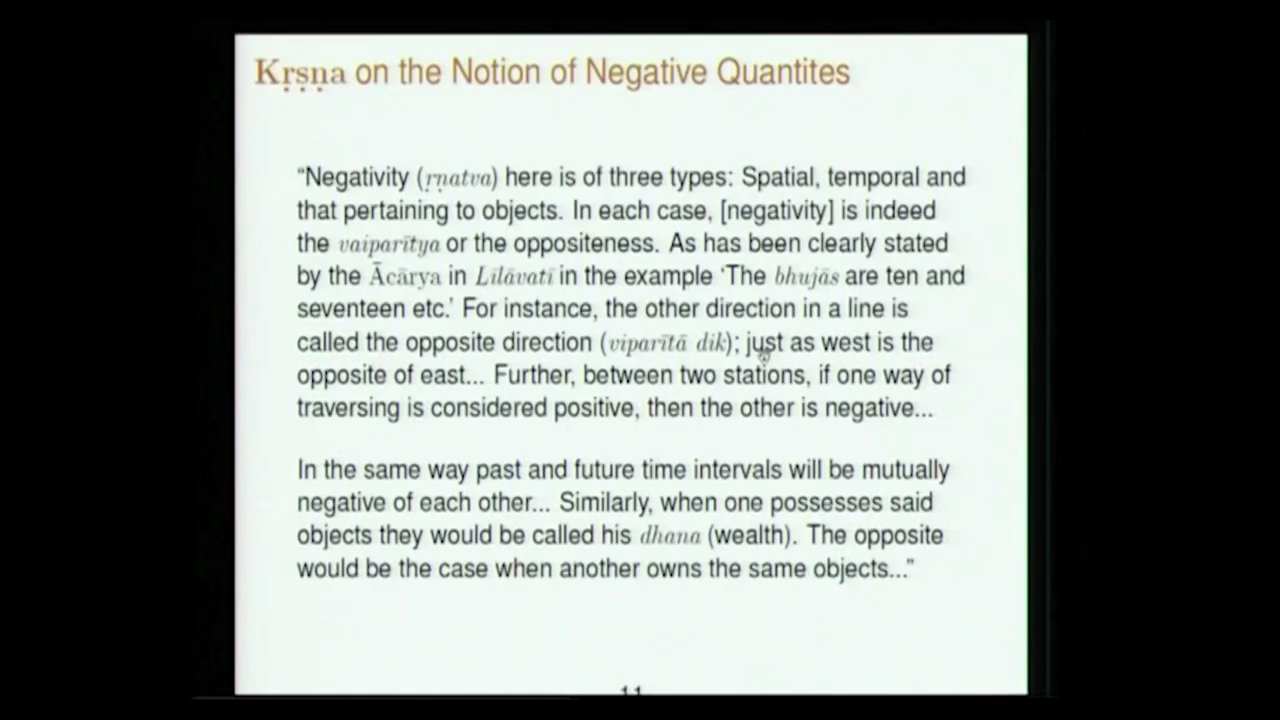 Kṛṣṇa on the Notion of Negative Quantites
“Negativity (ṛṇatva) here is of three types: Spatial, temporal and
that pertaining to objects. In each case, [negativity] is indeed
the vaiparītya or the oppositeness. As has been clearly stated
by the Ācārya in Līlāvatī in the example ‘The bhujās are ten and
seventeen etc.’ For instance, the other direction in a line is
called the opposite direction (viparītā dik); just as west is the
opposite of east... Further, between two stations, if one way of
traversing is considered positive, then the other is negative...
In the same way past and future time intervals will be mutually
negative of each other... Similarly, when one possesses said
objects they would be called his dhana (wealth). The opposite
would be the case when another owns the same objects...”
11